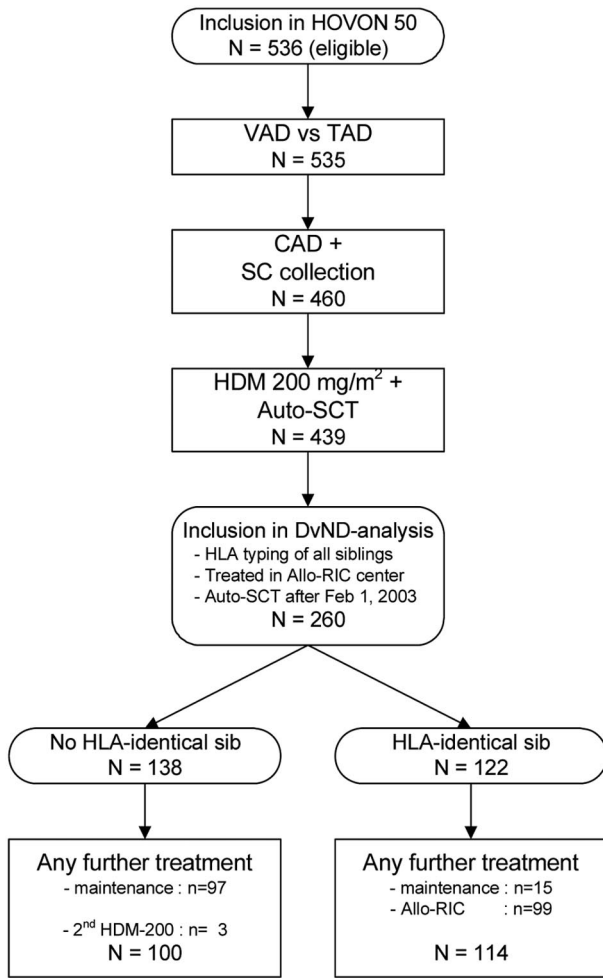 Inclusion in HOVON 50
N = 536 (eligible)
VAD vs TAD
N = 535
CAD +
SC collection
N = 460
HDM 200 mg/m² +
Auto-SCT
N = 439
Inclusion in DvND-analysis
- HLA typing of all siblings
- Treated in Allo-RIC center
- Auto-SCT after Feb 1, 2003
N = 260
No HLA-identical sib
N = 138
HLA-identical sib
N = 122
Any further treatment
- maintenance : n=97
- 2nd HDM-200 : n= 3
N = 100
Any further treatment
- maintenance : n=15
- Allo-RIC : n=99
N = 114